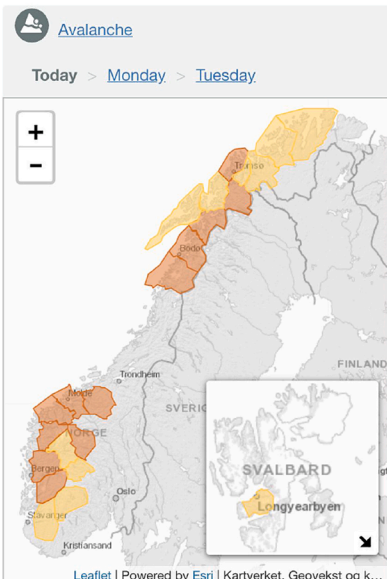 Avalanche
Today > Monday > Tuesday
+
−
Tromsø
Bodø
Trondheim
FINLAND
Molde
SVERIG
NORGE
SVALBARD
Bergen
Oslo
Longyearbyen
Stavanger
Kristiansand
Leaflet | Powered by Esri | Kartverket, Geovekst og k...